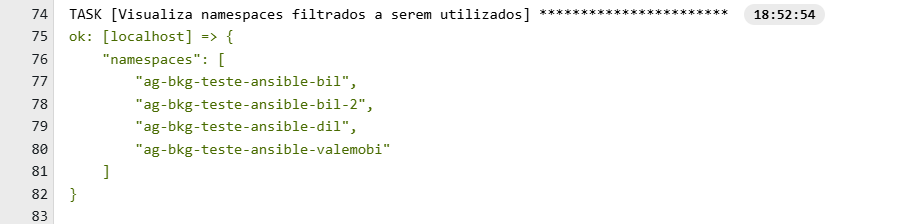 74 TASK [Visualiza namespaces filtrados a serem utilizados] *********************** 18:52:54
75 ok: [localhost] => {
76     "namespaces": [
77         "ag-bkg-teste-ansible-bil",
78         "ag-bkg-teste-ansible-bil-2",
79         "ag-bkg-teste-ansible-dil",
80         "ag-bkg-teste-ansible-valemobi"
81     ]
82 }
83